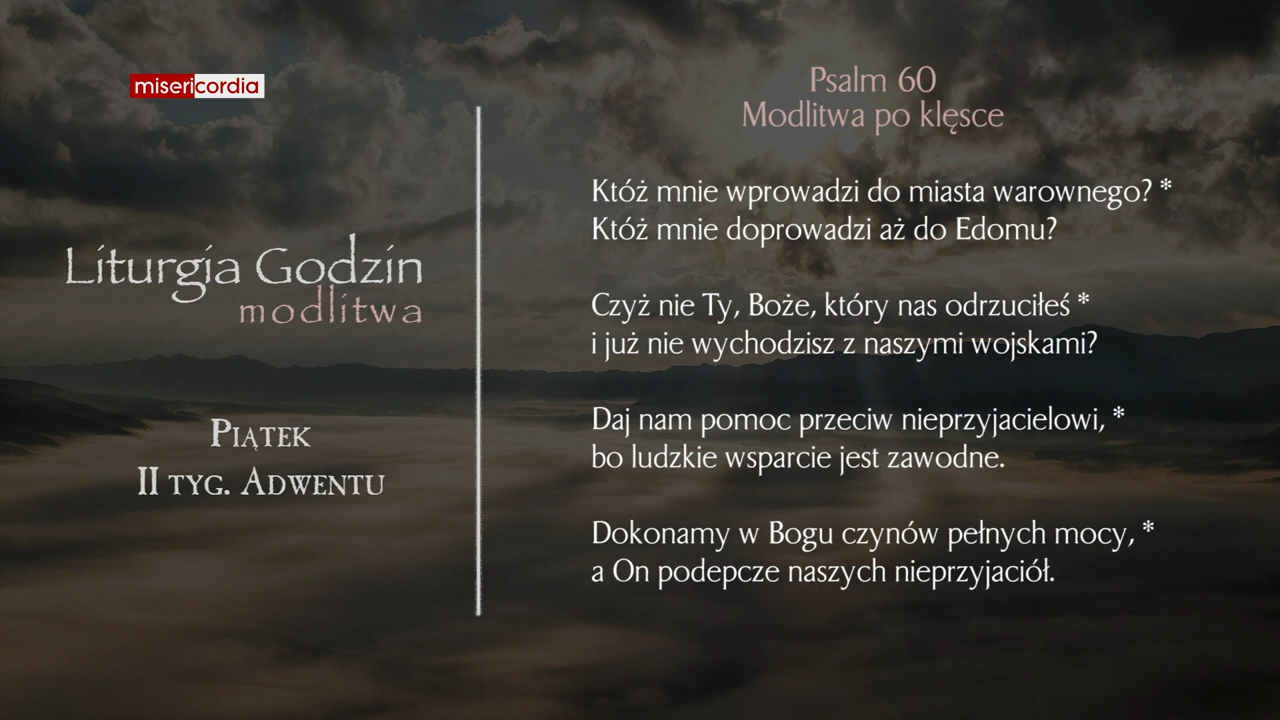 misericordia
Liturgia Godzin
modlitwa
Piątek
II tyg. Adwentu
Psalm 60
Modlitwa po klęsce
Któż mnie wprowadzi do miasta warownego? *
Któż mnie doprowadzi aż do Edomu?
Czyż nie Ty, Boże, który nas odrzuciłeś *
i już nie wychodzisz z naszymi wojskami?
Daj nam pomoc przeciw nieprzyjacielowi, *
bo ludzkie wsparcie jest zawodne.
Dokonamy w Bogu czynów pełnych mocy, *
a On podepcze naszych nieprzyjaciół.